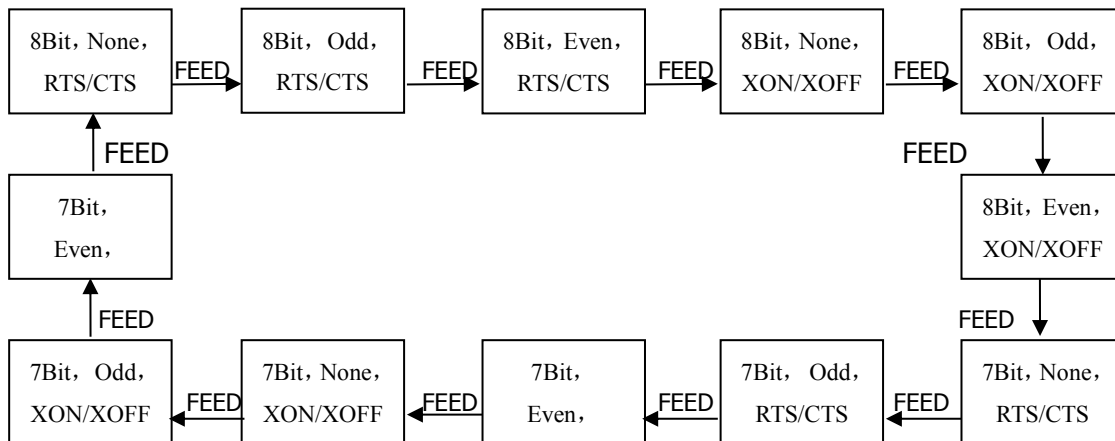 8Bit，None，
RTS/CTS
FEED
8Bit， Odd，
RTS/CTS
FEED
8Bit，Even，
RTS/CTS
FEED
8Bit，None，
XON/XOFF
FEED
8Bit， Odd，
XON/XOFF
FEED
8Bit，Even，
XON/XOFF
FEED
7Bit，None，
RTS/CTS
FEED
7Bit， Odd，
RTS/CTS
FEED
7Bit，
Even，
FEED
7Bit，None，
XON/XOFF
FEED
7Bit， Odd，
XON/XOFF
FEED
7Bit，
Even，
FEED